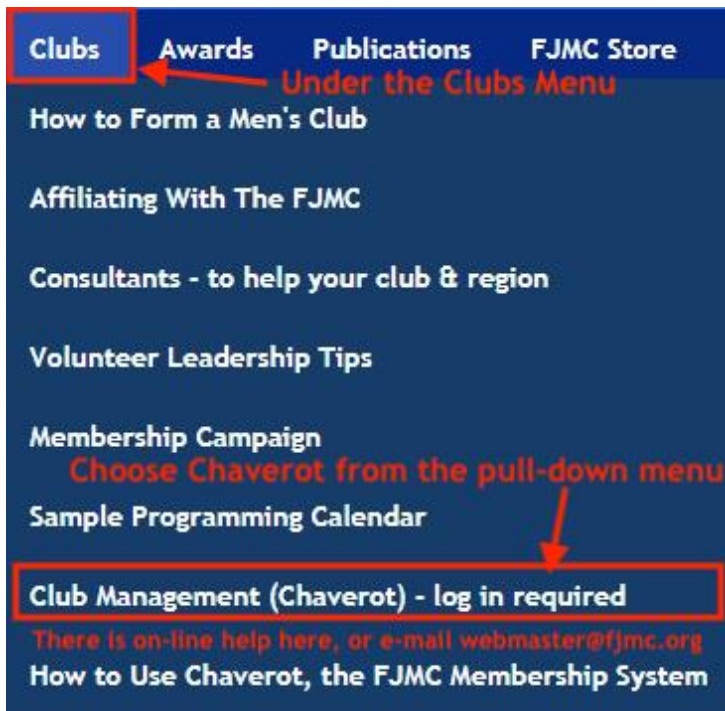 Clubs Awards Publications FJMC Store
Under the Clubs Menu
How to Form a Men's Club
Affiliating With The FJMC
Consultants - to help your club & region
Volunteer Leadership Tips
Membership Campaign
Choose Chaverot from the pull-down menu
Sample Programming Calendar
Club Management (Chaverot) - log in required
There is on-line help here, or e-mail webmaster@fjmc.org
How to Use Chaverot, the FJMC Membership System